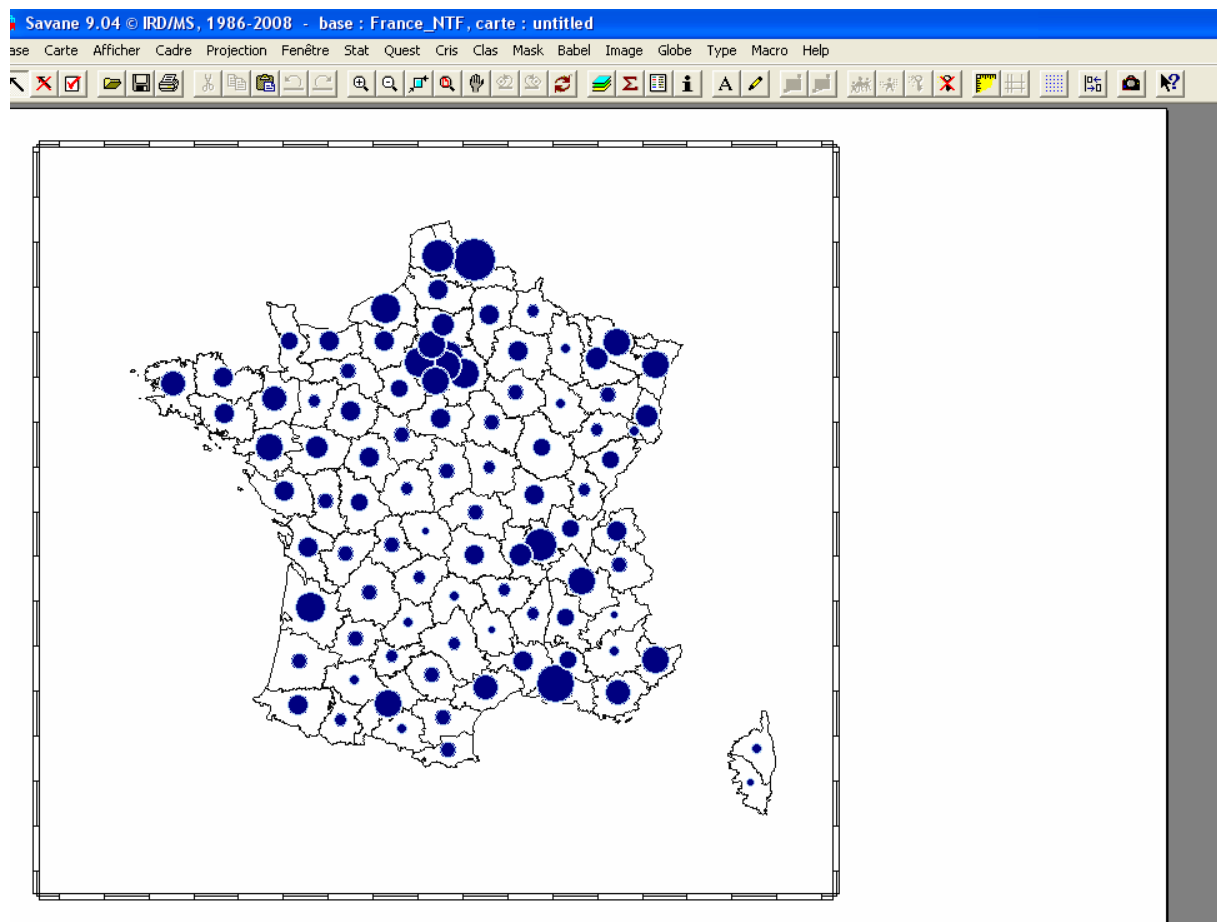 Savane 9.04 © IRD/MS, 1986-2008 - base : France_NTF, carte : untitled
ase Carte Afficher Cadre Projection Fenêtre Stat Quest Cris Clas Mask Babel Image Globe Type Macro Help
Σ i A ?